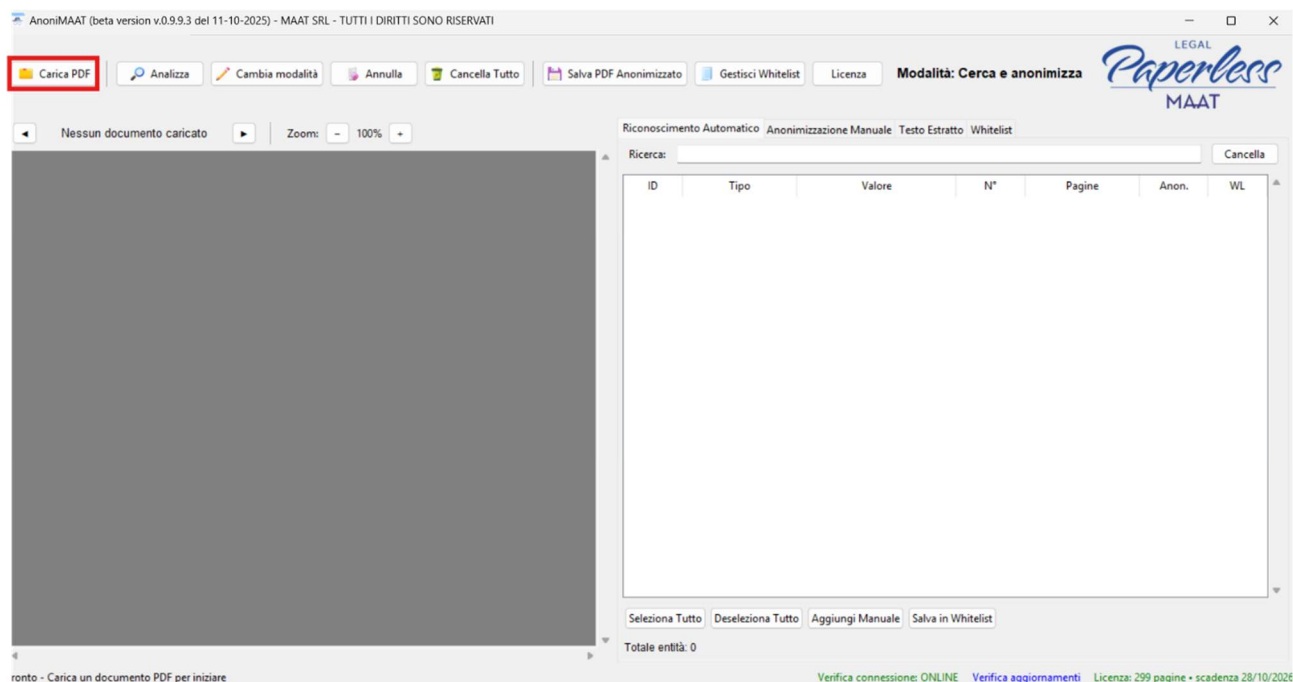 AnoniMAAT (beta version v.0.9.9.3 del 11-10-2025) - MAAT SRL - TUTTI I DIRITTI SONO RISERVATI
Carica PDF Analizza Cambia modalità Annulla Cancella Tutto Salva PDF Anonimizzato Gestisci Whitelist Licenza Modalità: Cerca e anonimizza
LEGAL
Paperless
MAAT
Nessun documento caricato Zoom: - 100% +
Riconoscimento Automatico Anonimizzazione Manuale Testo Estratto Whitelist
Ricerca: Cancella
ID Tipo Valore N° Pagine Anon. WL
Seleziona Tutto Deseleziona Tutto Aggiungi Manuale Salva in Whitelist
Totale entità: 0
ronto - Carica un documento PDF per iniziare Verifica connessione: ONLINE Verifica aggiornamenti Licenza: 299 pagine • scadenza 28/10/2026